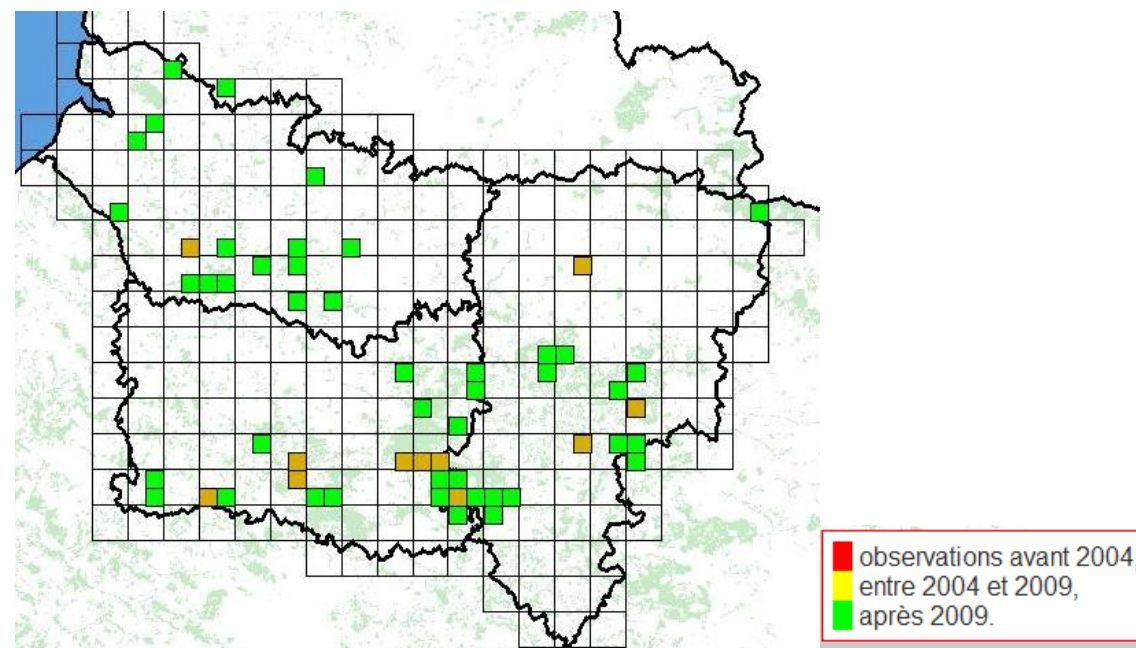 observations avant 2004,
entre 2004 et 2009,
après 2009.